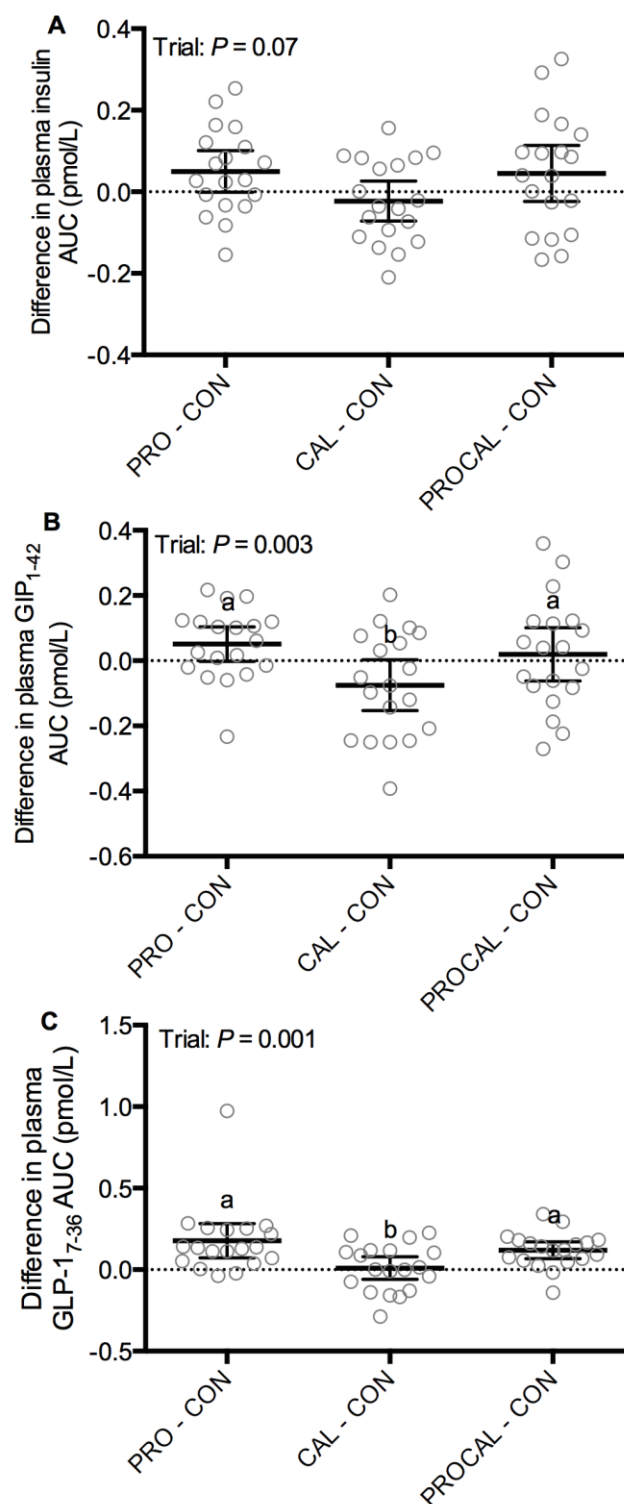 A
Trial: P = 0.07
Difference in plasma insulin
AUC (pmol/L)
0.4
0.2
0.0
-0.2
-0.4
PRO - CON
CAL - CON
PROCAL - CON
B
Trial: P = 0.003
Difference in plasma GIP1-42
AUC (pmol/L)
0.4
0.2
0.0
-0.2
-0.4
-0.6
a
b
a
PRO - CON
CAL - CON
PROCAL - CON
C
Trial: P = 0.001
Difference in plasma
GLP-17-36 AUC (pmol/L)
1.5
1.0
0.5
0.0
-0.5
a
b
a
PRO - CON
CAL - CON
PROCAL - CON